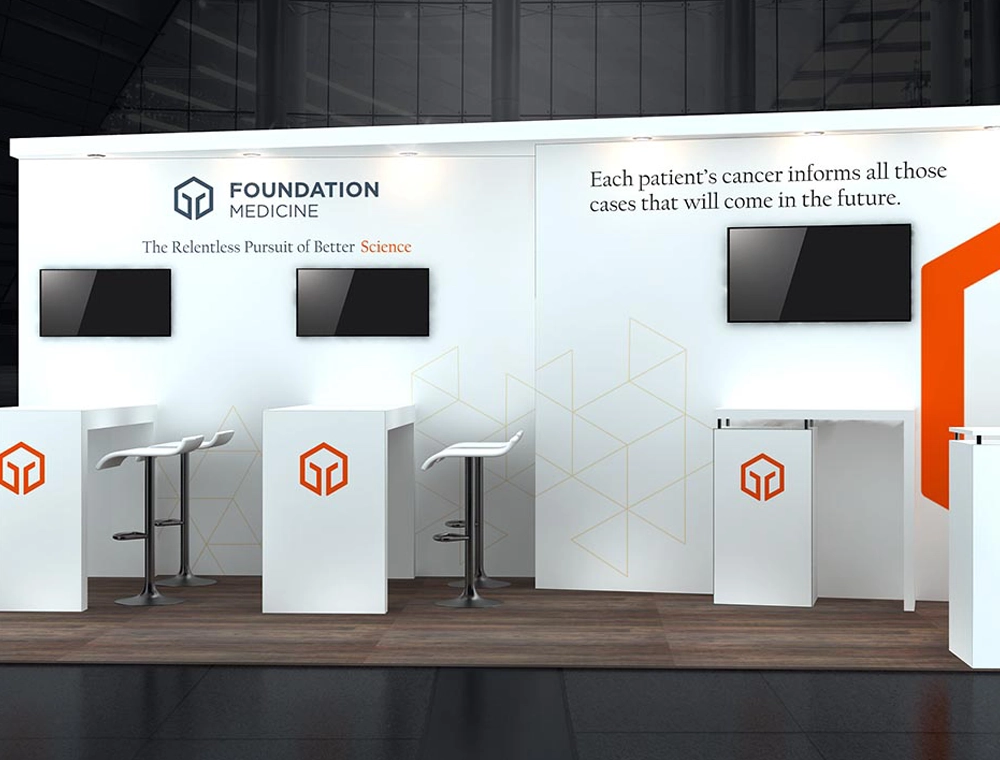 FOUNDATION
MEDICINE
The Relentless Pursuit of Better Science
Each patient's cancer informs all those
cases that will come in the future.